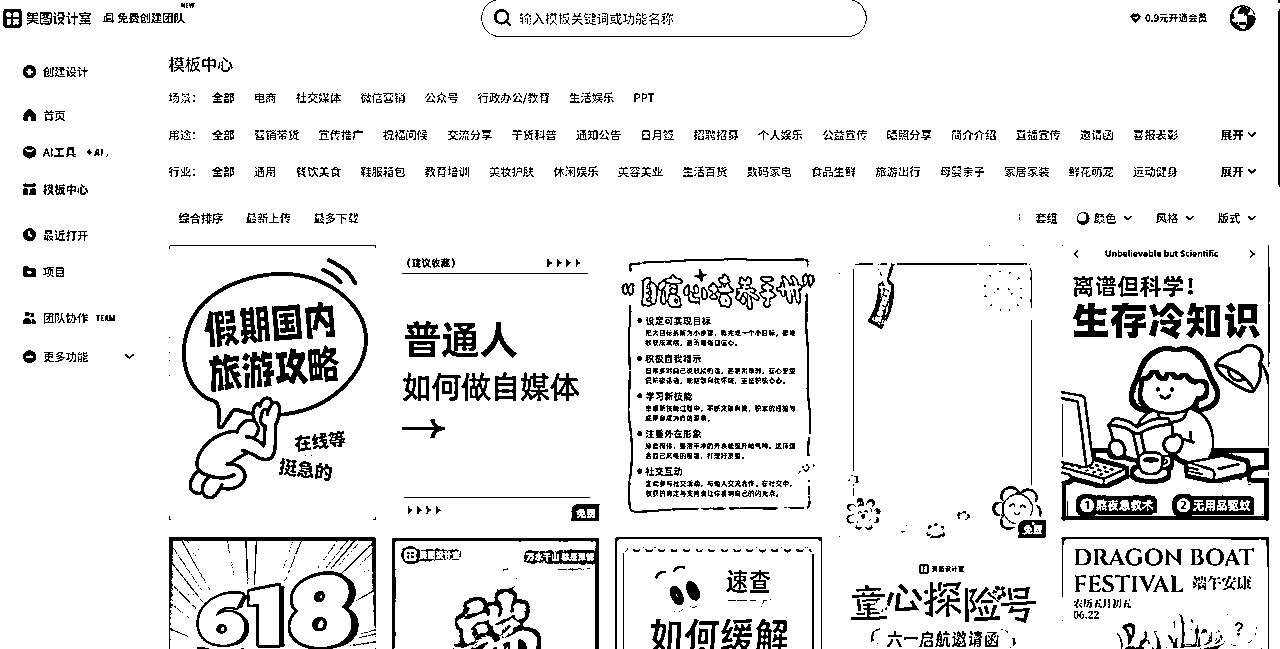 美图设计室 免费创建团队 NEW
输入模板关键词或功能名称
0.9元开通会员
创建设计
首页
AI工具
模板中心
最近打开
项目
团队协作 TEAM
更多功能
模板中心
场景： 全部 电商 社交媒体 微信营销 公众号 行政办公/教育 生活娱乐 PPT
用途： 全部 营销带货 宣传推广 祝福问候 交流分享 干货科普 通知公告 日月签 招聘招募 个人娱乐 公益宣传 晒照分享 简介介绍 直播宣传 邀请函 喜报表彰 展开
行业： 全部 通用 餐饮美食 鞋服箱包 教育培训 美妆护肤 休闲娱乐 美容美业 生活百货 数码家电 食品生鲜 旅游出行 母婴亲子 家居家装 鲜花萌宠 运动健身 展开
综合排序 最新上传 最多下载
套组 颜色 风格 版式
假期国内
旅游攻略
在线等
挺急的
（建议收藏）
普通人
如何做自媒体
免费
“自信心培养手册”
设定可实现目标
积极自我暗示
学习新技能
注重外在形象
社交互动
免费
Unbelievable but Scientific
离谱但科学！
生存冷知识
1 熬夜急救术 2 无用品驱蚊
618
美图设计室
速查
如何缓解
美图设计室
童心探险号
六一启航邀请函
DRAGON BOAT
FESTIVAL 端午安康
农历五月初五
06.22